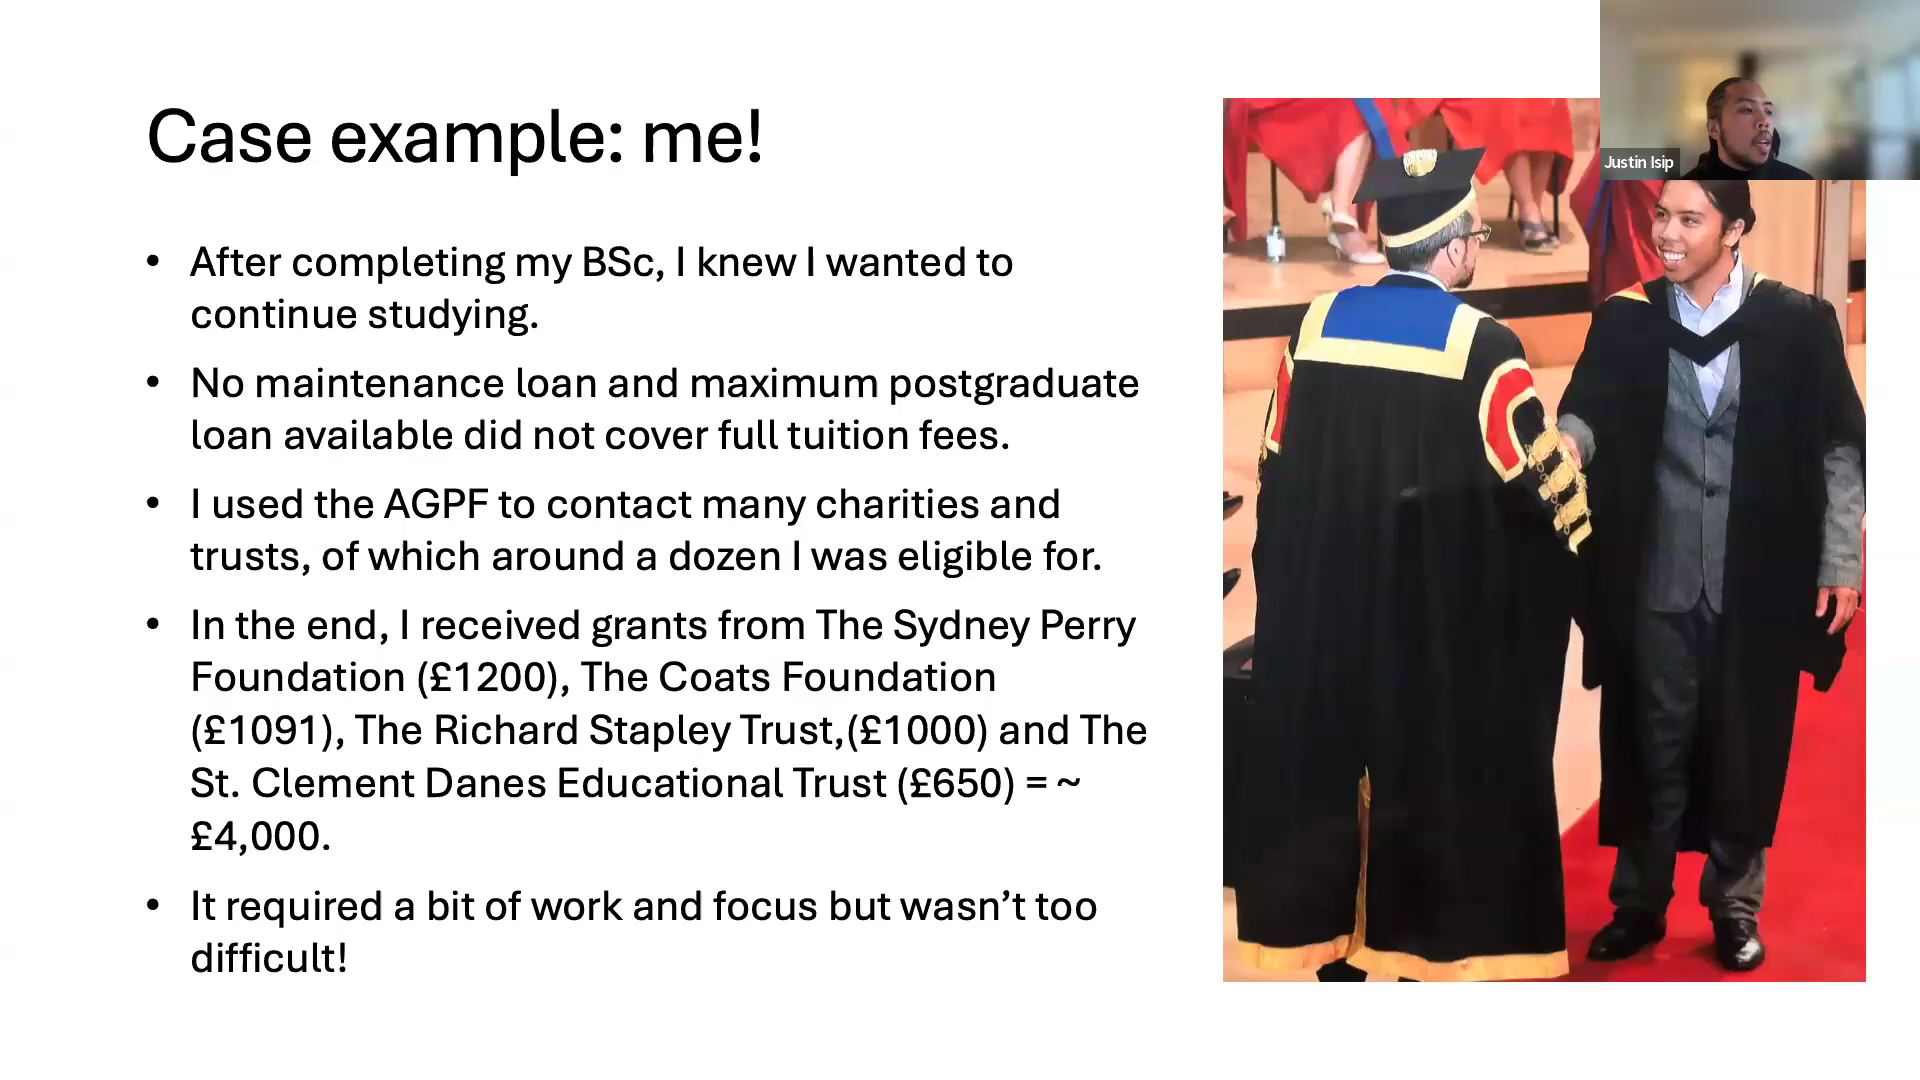 Case example: me!
Justin Isip
• After completing my BSc, I knew I wanted to
continue studying.
• No maintenance loan and maximum postgraduate
loan available did not cover full tuition fees.
• I used the AGPF to contact many charities and
trusts, of which around a dozen I was eligible for.
• In the end, I received grants from The Sydney Perry
Foundation (£1200), The Coats Foundation
(£1091), The Richard Stapley Trust,(£1000) and The
St. Clement Danes Educational Trust (£650) = ~
£4,000.
• It required a bit of work and focus but wasn’t too
difficult!